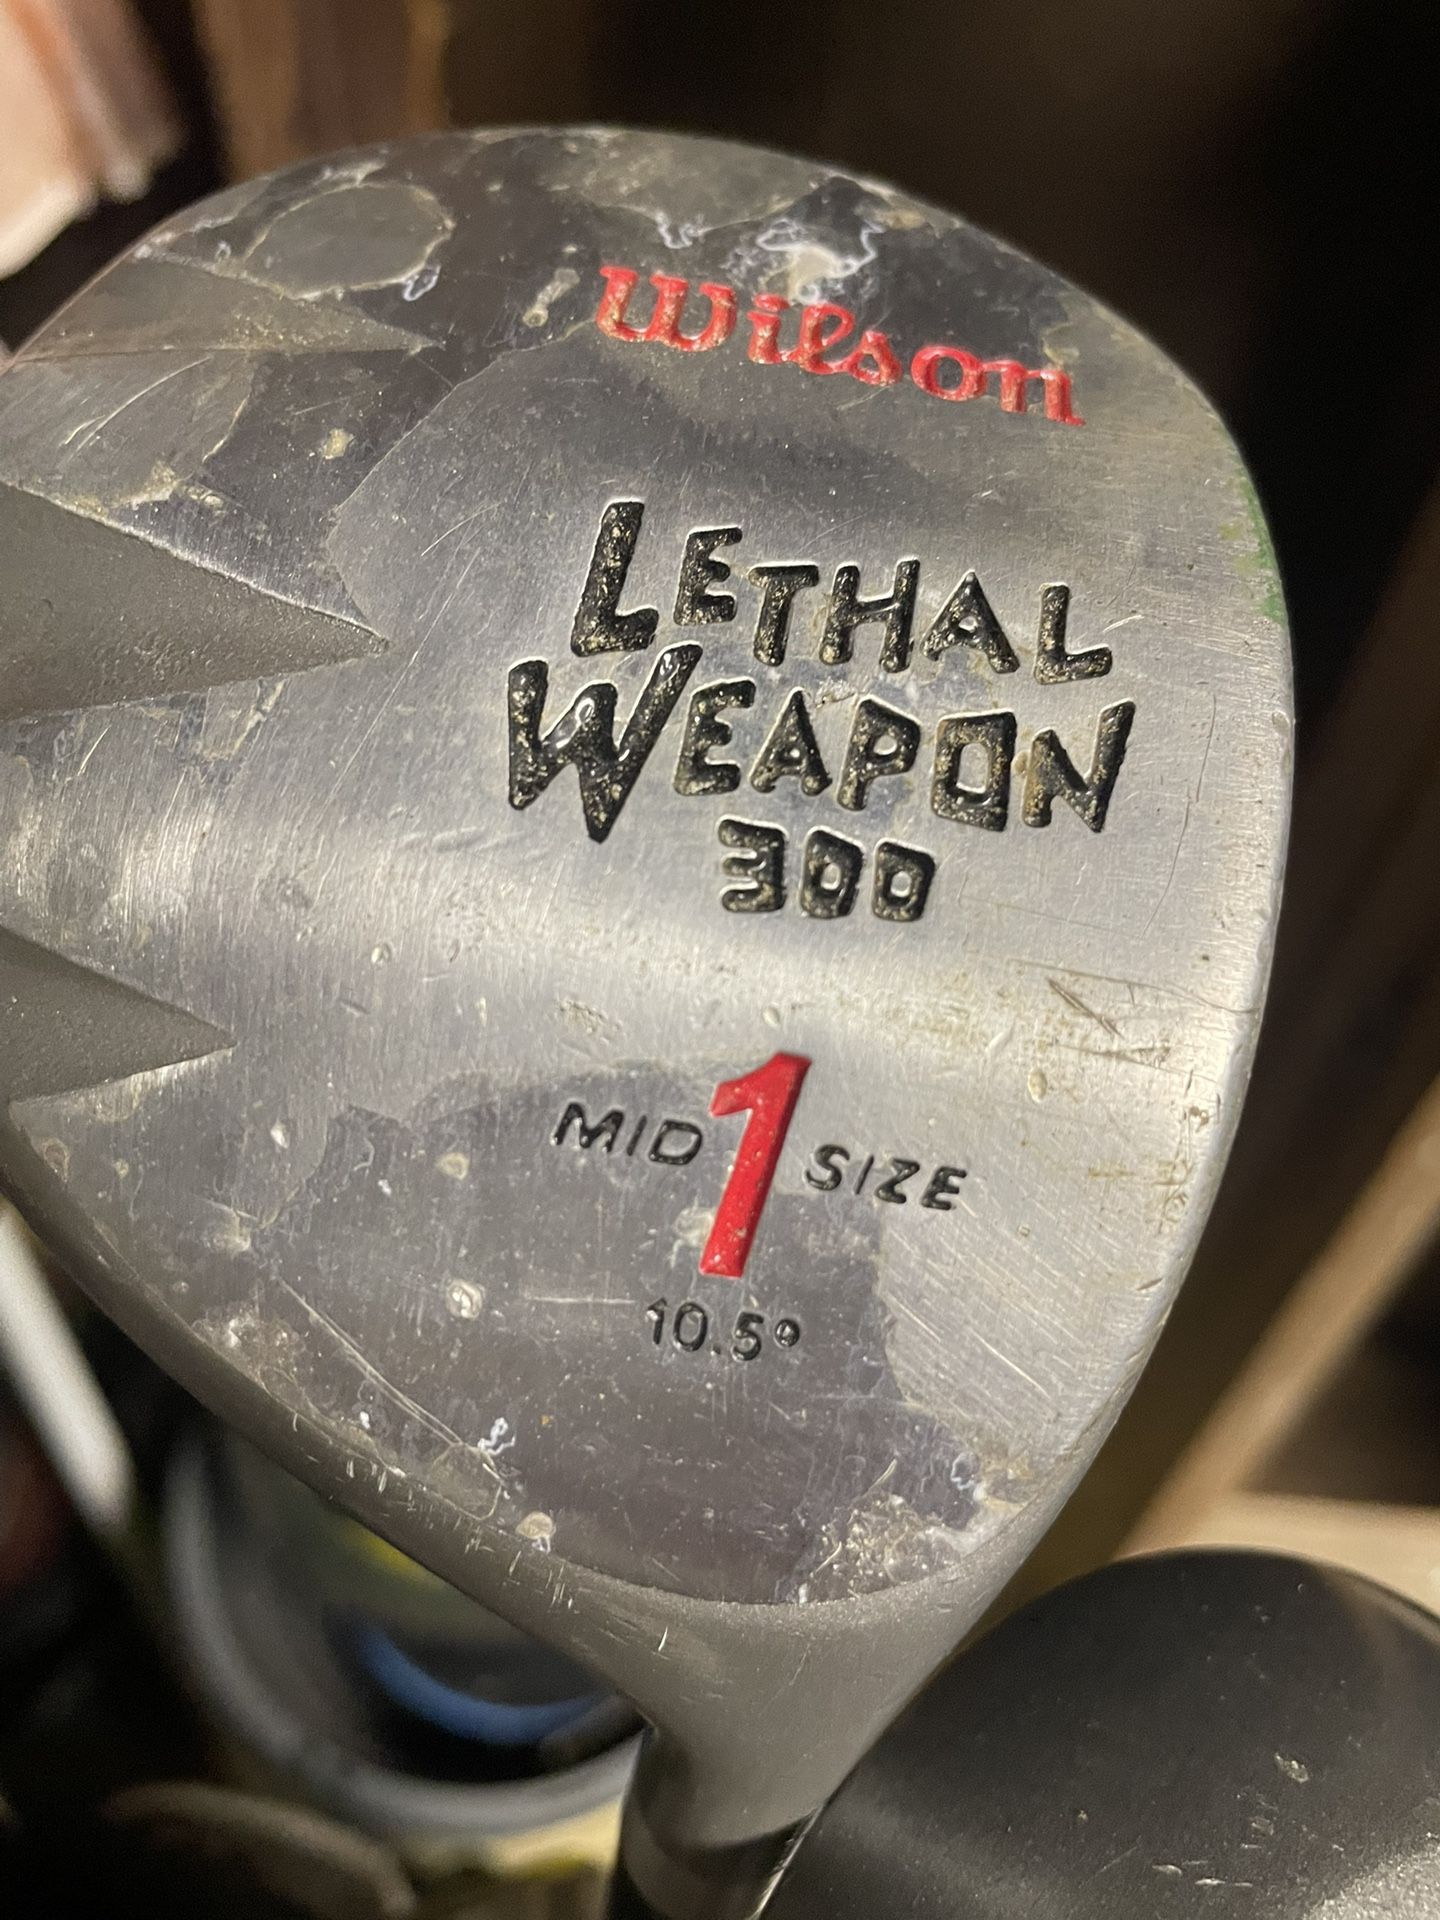 Wilson
LETHAL
WEAPON
300
MID 1 SIZE
10.5°